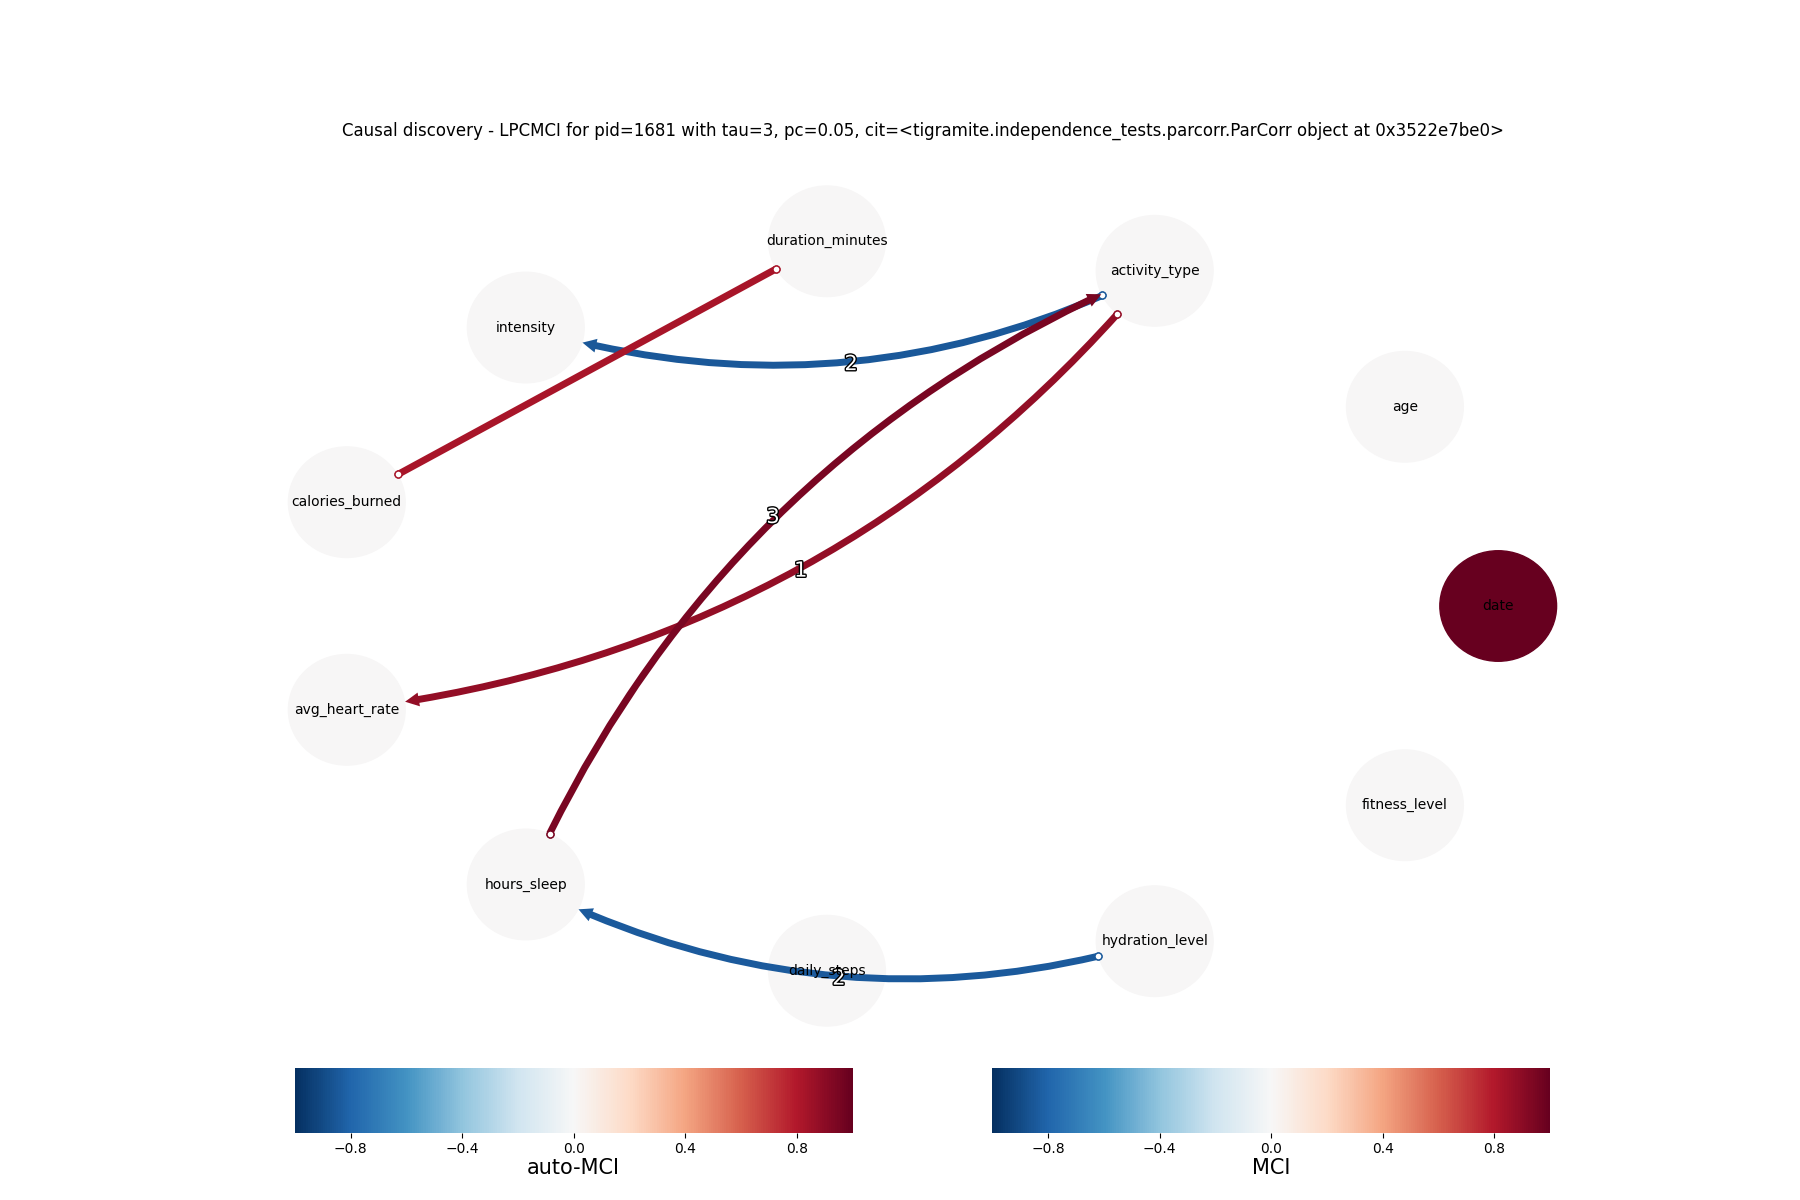 Causal discovery - LPCMCI for pid=1681 with tau=3, pc=0.05, cit=<tigramite.independence_tests.parcorr.ParCorr object at 0x3522e7be0>
duration_minutes
activity_type
intensity
2
age
calories_burned
3
1
date
avg_heart_rate
fitness_level
hours_sleep
hydration_level
daily_steps
2
−0.8 −0.4 0.0 0.4 0.8
auto-MCI
−0.8 −0.4 0.0 0.4 0.8
MCI